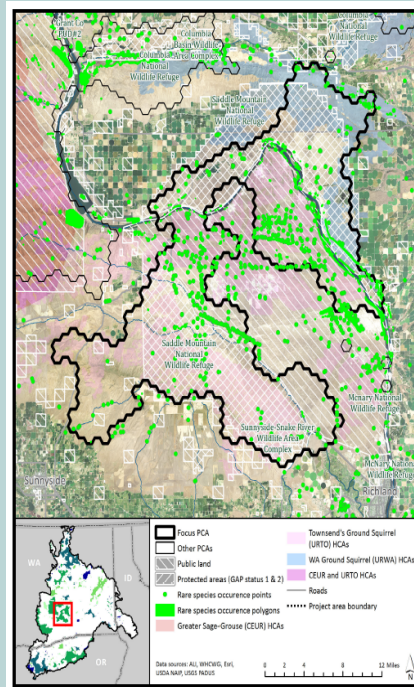 Grant Co
PUD#2
Columbia
Basin Wildlife
Area Complex
Columbia
National
Wildlife Refuge
Columbia
National
Wildlife Refuge
Saddle Mountain
National
Wildlife Refuge
Saddle Mountain
National
Wildlife Refuge
Mcnary National
Wildlife Refuge
Sunnyside-Snake River
Wildlife Area
Complex
McNary National
Wildlife Refuge
Sunnyside
Richland
WA
ID
OR
Focus PCA
Other PCAs
Public land
Protected areas (GAP status 1 & 2)
Rare species occurence points
Rare species occurence polygons
Greater Sage-Grouse (CEUR) HCAs
Townsend's Ground Squirrel
(URTO) HCAs
WA Ground Squirrel (URWA) HCAs
CEUR and URTO HCAs
Roads
Project area boundary
Data sources: ALI, WHCWG, Esri,
USDA NAIP, USGS PADUS
0 2 4 8 12 Miles
N